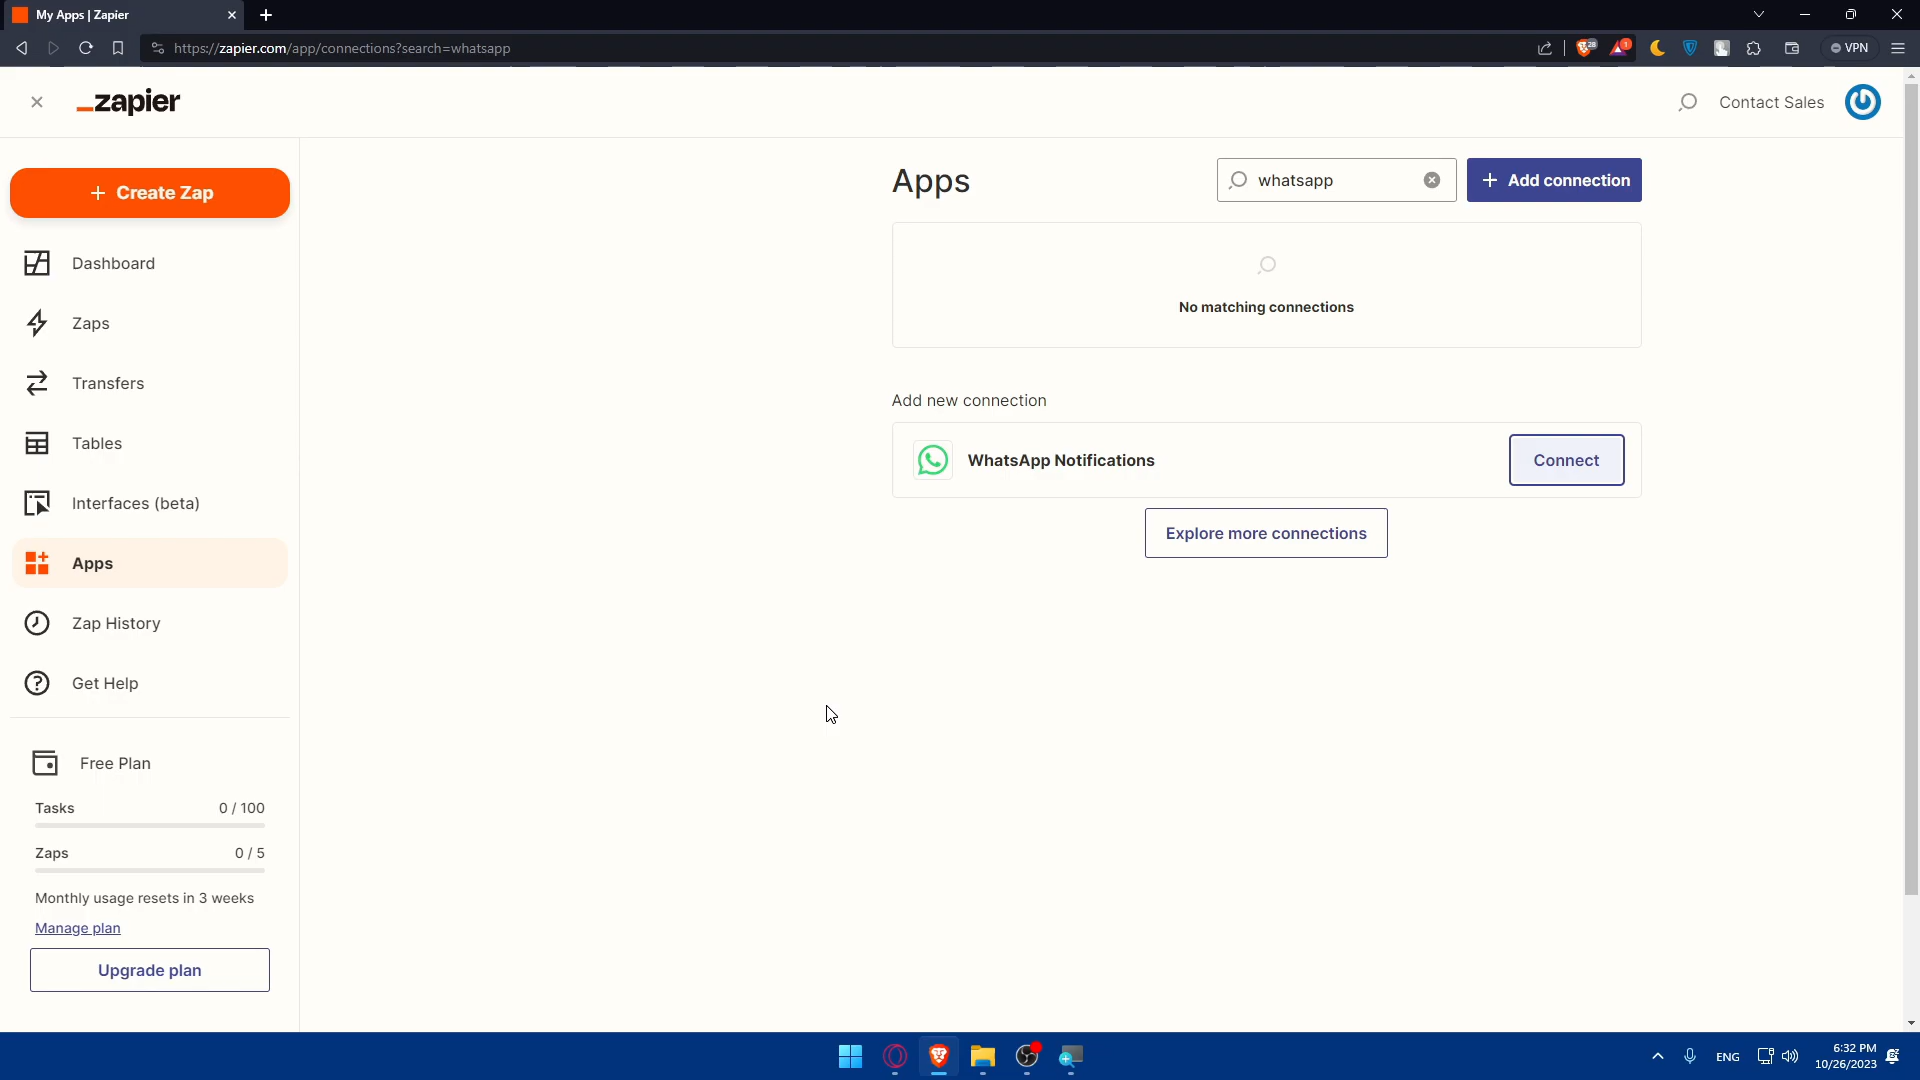 My Apps | Zapier
https://zapier.com/app/connections?search=whatsapp
28
1
VPN
_zapier
Contact Sales
+ Create Zap
Dashboard
Zaps
Transfers
Tables
Interfaces (beta)
Apps
Zap History
Get Help
Free Plan
Tasks 0 / 100
Zaps 0 / 5
Monthly usage resets in 3 weeks
Manage plan
Upgrade plan
Apps
whatsapp
+ Add connection
No matching connections
Add new connection
WhatsApp Notifications
Connect
Explore more connections
ENG
6:32 PM
10/26/2023